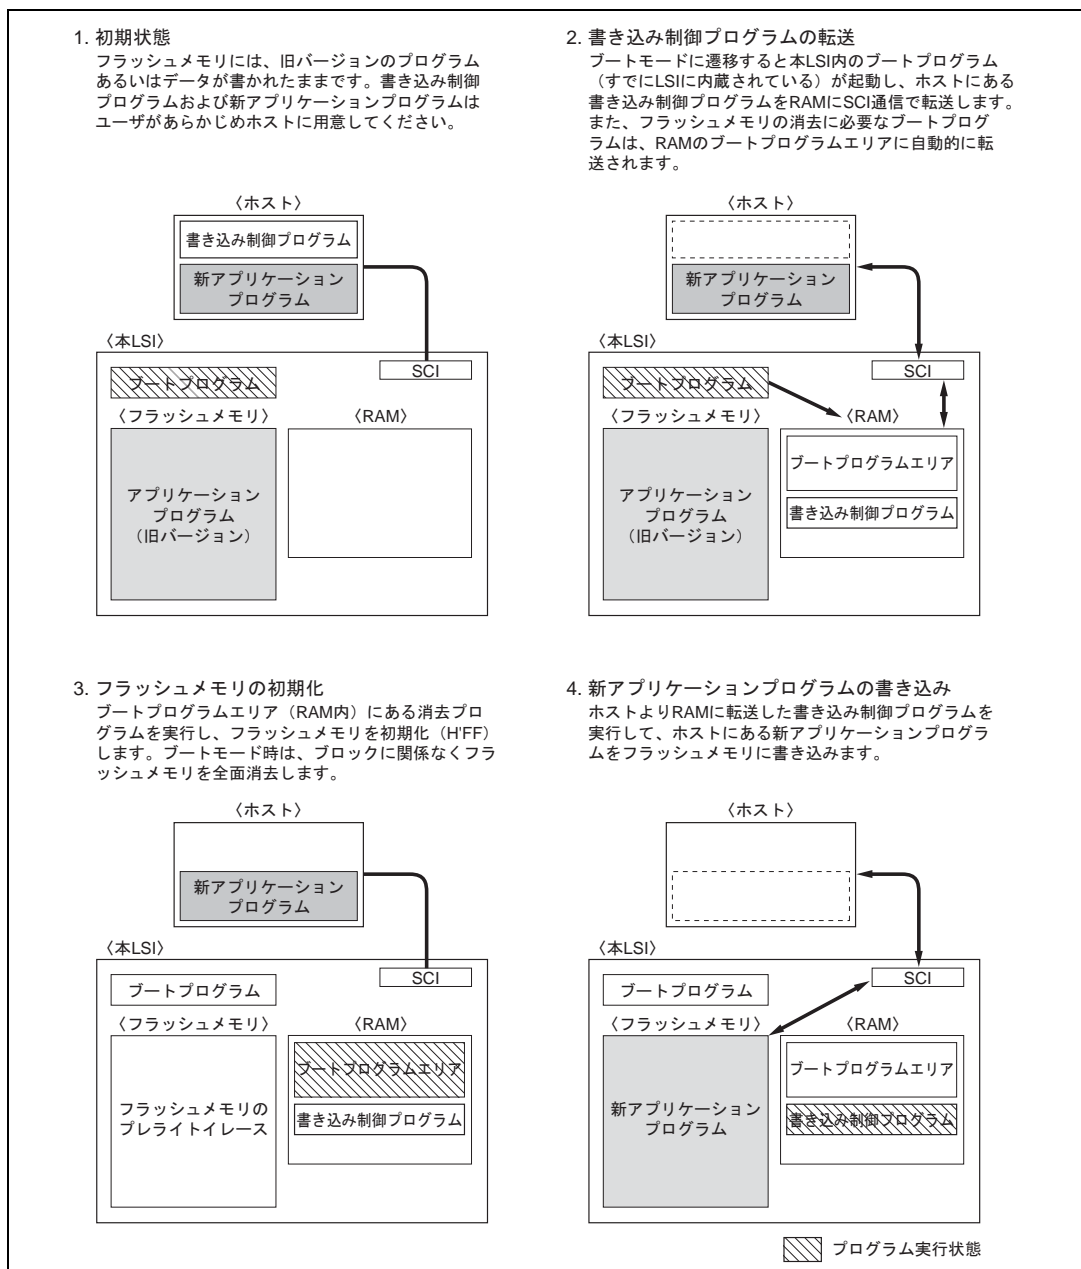 1. 初期状態
フラッシュメモリには、旧バージョンのプログラム
あるいはデータが書かれたままです。書き込み制御
プログラムおよび新アプリケーションプログラムは
ユーザがあらかじめホストに用意してください。
〈ホスト〉
書き込み制御プログラム
新アプリケーション
プログラム
〈本LSI〉
SCI
ブートプログラム
〈フラッシュメモリ〉
〈RAM〉
アプリケーション
プログラム
（旧バージョン）
2. 書き込み制御プログラムの転送
ブートモードに遷移すると本LSI内のブートプログラム
（すでにLSIに内蔵されている）が起動し、ホストにある
書き込み制御プログラムをRAMにSCI通信で転送します。
また、フラッシュメモリの消去に必要なブートプログ
ラムは、RAMのブートプログラムエリアに自動的に転
送されます。
〈ホスト〉
新アプリケーション
プログラム
〈本LSI〉
SCI
ブートプログラム
〈フラッシュメモリ〉
〈RAM〉
ブートプログラムエリア
アプリケーション
プログラム
（旧バージョン）
書き込み制御プログラム
3. フラッシュメモリの初期化
ブートプログラムエリア（RAM内）にある消去プロ
グラムを実行し、フラッシュメモリを初期化（H'FF）
します。ブートモード時は、ブロックに関係なくフラ
ッシュメモリを全面消去します。
〈ホスト〉
新アプリケーション
プログラム
〈本LSI〉
SCI
ブートプログラム
〈フラッシュメモリ〉
〈RAM〉
ブートプログラムエリア
フラッシュメモリの
プレライトイレース
書き込み制御プログラム
4. 新アプリケーションプログラムの書き込み
ホストよりRAMに転送した書き込み制御プログラムを
実行して、ホストにある新アプリケーションプログラ
ムをフラッシュメモリに書き込みます。
〈ホスト〉
〈本LSI〉
SCI
ブートプログラム
〈フラッシュメモリ〉
〈RAM〉
ブートプログラムエリア
新アプリケーション
プログラム
書き込み制御プログラム
プログラム実行状態